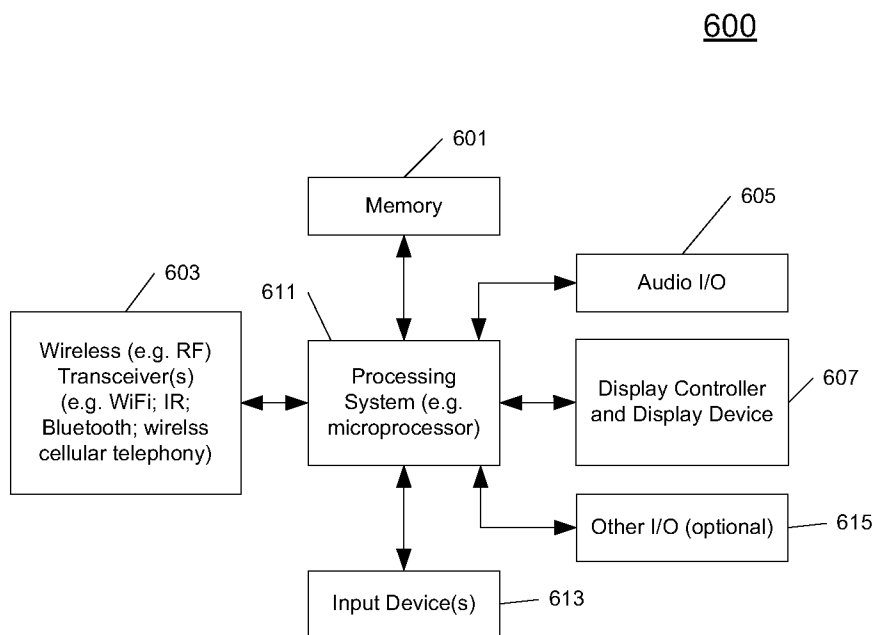 600
601
Memory
605
Audio I/O
603
Wireless (e.g. RF)
Transceiver(s)
(e.g. WiFi; IR;
Bluetooth; wirelss
cellular telephony)
611
Processing
System (e.g.
microprocessor)
Display Controller
and Display Device
607
Other I/O (optional)
615
Input Device(s)
613